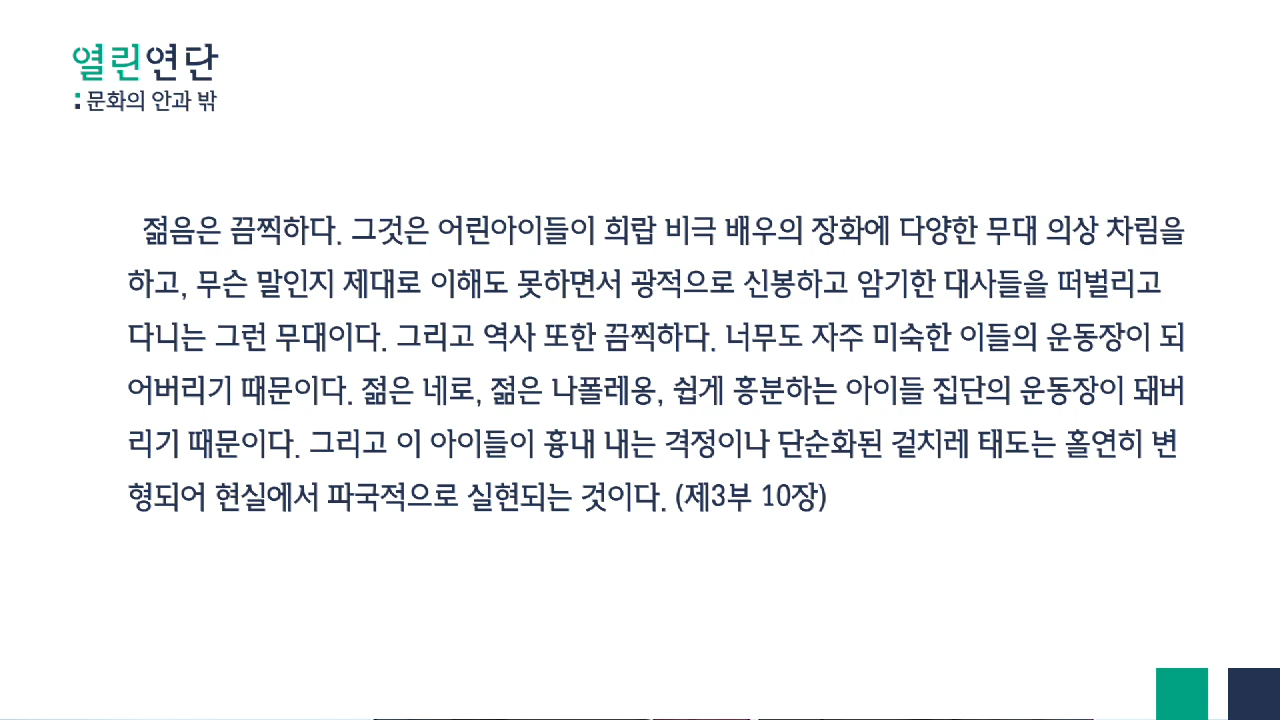 열린연단
:문화의 안과 밖
젊음은 끔찍하다. 그것은 어린아이들이 희랍 비극 배우의 장화에 다양한 무대 의상 차림을
하고, 무슨 말인지 제대로 이해도 못하면서 광적으로 신봉하고 암기한 대사들을 떠벌리고
다니는 그런 무대이다. 그리고 역사 또한 끔찍하다. 너무도 자주 미숙한 이들의 운동장이 되
어버리기 때문이다. 젊은 네로, 젊은 나폴레옹, 쉽게 흥분하는 아이들 집단의 운동장이 돼버
리기 때문이다. 그리고 이 아이들이 흉내 내는 격정이나 단순화된 겉치레 태도는 홀연히 변
형되어 현실에서 파국적으로 실현되는 것이다. (제3부 10장)